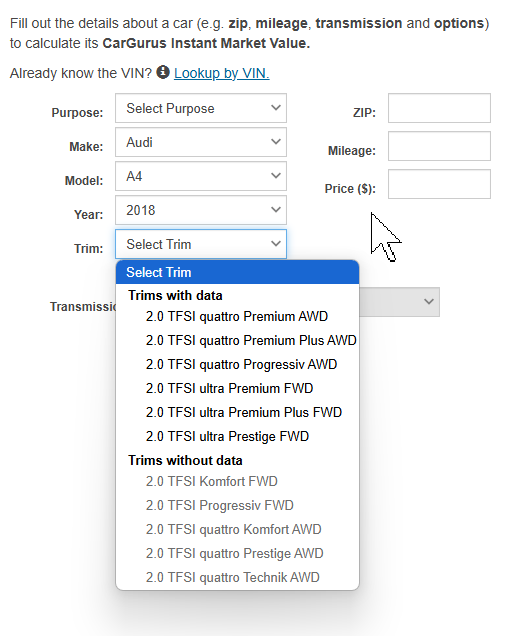 Fill out the details about a car (e.g. zip, mileage, transmission and options)
to calculate its CarGurus Instant Market Value.
Already know the VIN? Lookup by VIN.
Purpose: Select Purpose
ZIP:
Make: Audi
Mileage:
Model: A4
Price ($):
Year: 2018
Trim: Select Trim
Select Trim
Trims with data
Transmissic
2.0 TFSI quattro Premium AWD
2.0 TFSI quattro Premium Plus AWD
2.0 TFSI quattro Progressiv AWD
2.0 TFSI ultra Premium FWD
2.0 TFSI ultra Premium Plus FWD
2.0 TFSI ultra Prestige FWD
Trims without data
2.0 TFSI Komfort FWD
2.0 TFSI Progressiv FWD
2.0 TFSI quattro Komfort AWD
2.0 TFSI quattro Prestige AWD
2.0 TFSI quattro Technik AWD